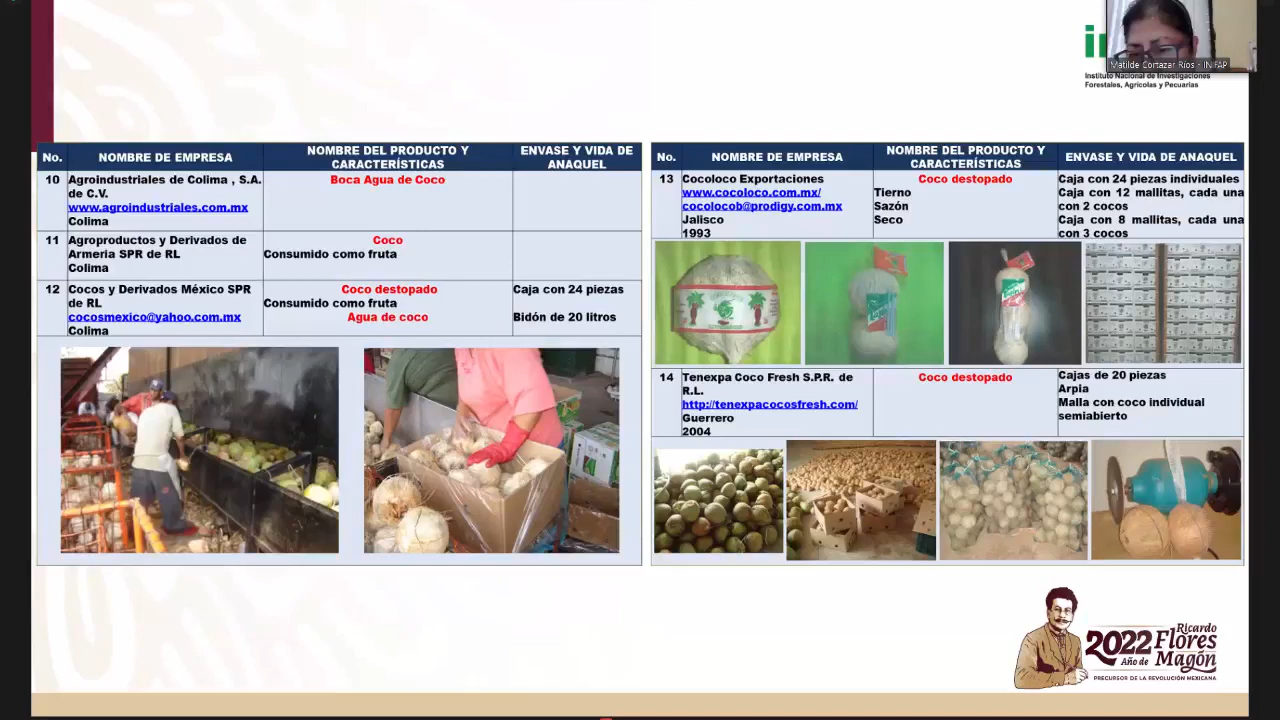 Matilde Cortazar Rios - INIFAP
Instituto Nacional de Investigaciones
Forestales, Agrícolas y Pecuarias
No. NOMBRE DE EMPRESA NOMBRE DEL PRODUCTO Y CARACTERÍSTICAS ENVASE Y VIDA DE ANAQUEL
10 Agroindustriales de Colima , S.A. Boca Agua de Coco
de C.V.
www.agroindustriales.com.mx
Colima
11 Agroproductos y Derivados de Coco
Armeria SPR de RL Consumido como fruta
Colima
12 Cocos y Derivados México SPR Coco destopado Caja con 24 piezas
de RL Consumido como fruta
cocosmexico@yahoo.com.mx Agua de coco Bidón de 20 litros
Colima
No. NOMBRE DE EMPRESA NOMBRE DEL PRODUCTO Y CARACTERÍSTICAS ENVASE Y VIDA DE ANAQUEL
13 Cocoloco Exportaciones Coco destopado Caja con 24 piezas individuales
www.cocoloco.com.mx/ Tierno Caja con 12 mallitas, cada una
cocolocob@prodigy.com.mx Sazón con 2 cocos
Jalisco Seco Caja con 8 mallitas, cada una
1993 con 3 cocos
14 Tenexpa Coco Fresh S.P.R. de Coco destopado Cajas de 20 piezas
R.L. Arpia
http://tenexpacocosfresh.com/ Malla con coco individual
Guerrero semiabierto
2004
2022 Ricardo
Flores
Año de Magón
PRECURSOR DE LA REVOLUCIÓN MEXICANA